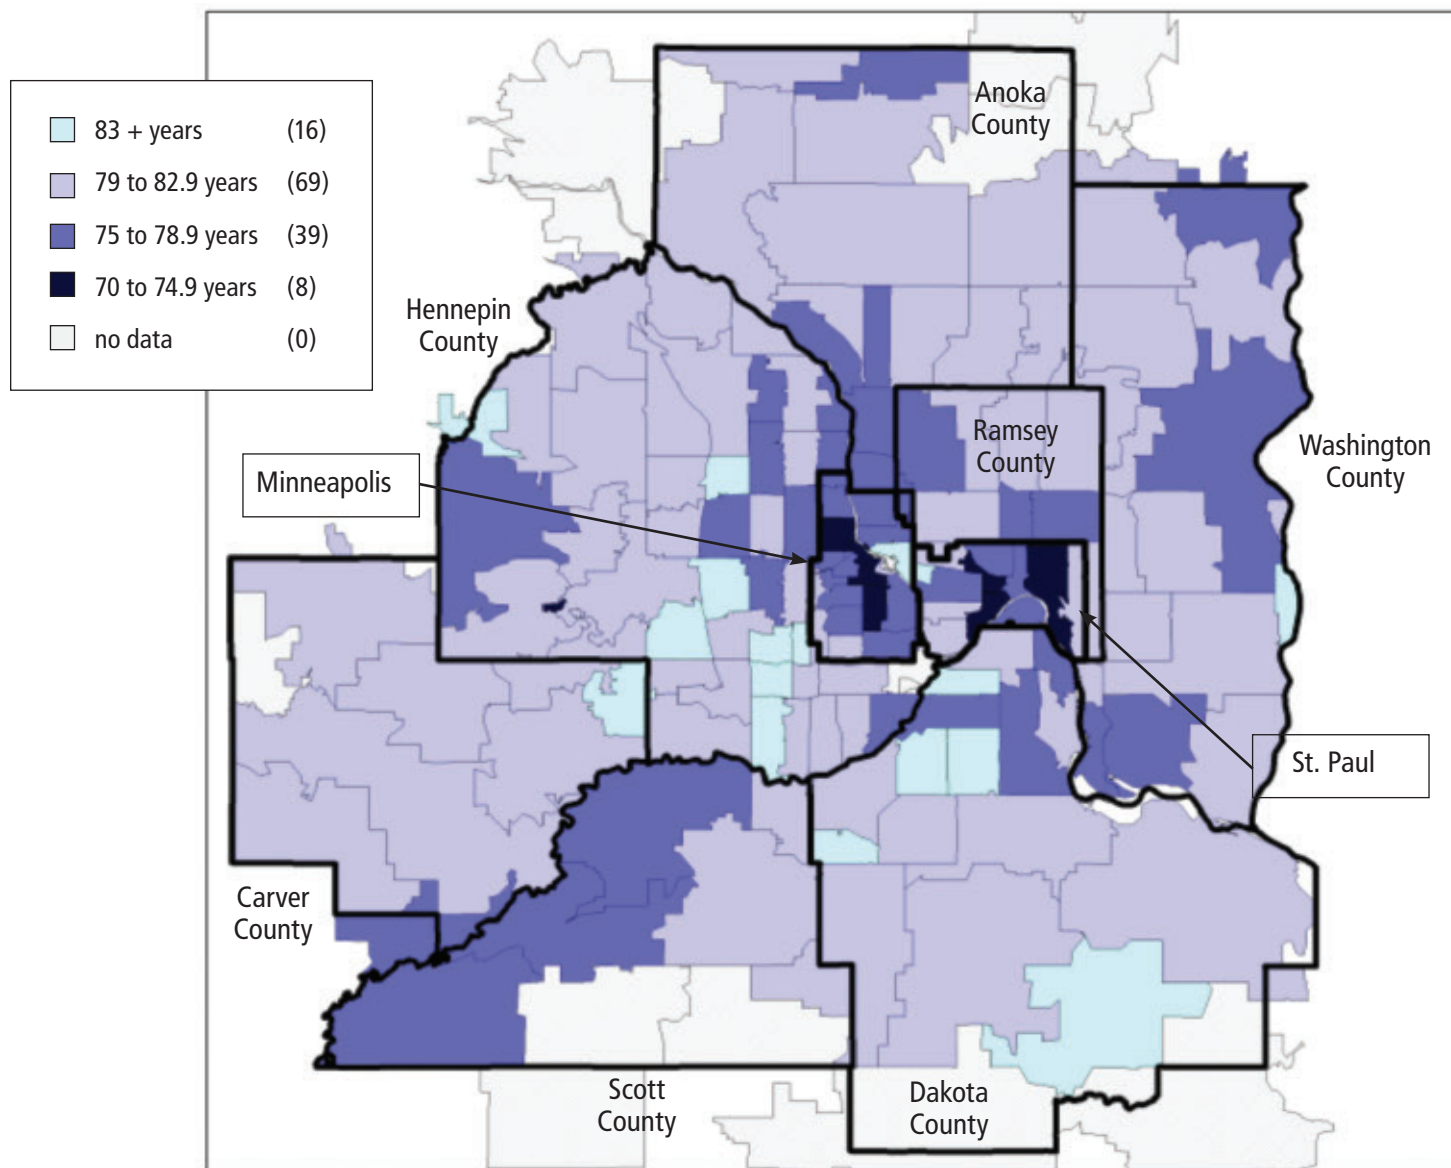 83 + years (16)
79 to 82.9 years (69)
75 to 78.9 years (39)
70 to 74.9 years (8)
no data (0)
Anoka
County
Hennepin
County
Ramsey
County
Washington
County
Minneapolis
St. Paul
Carver
County
Scott
County
Dakota
County